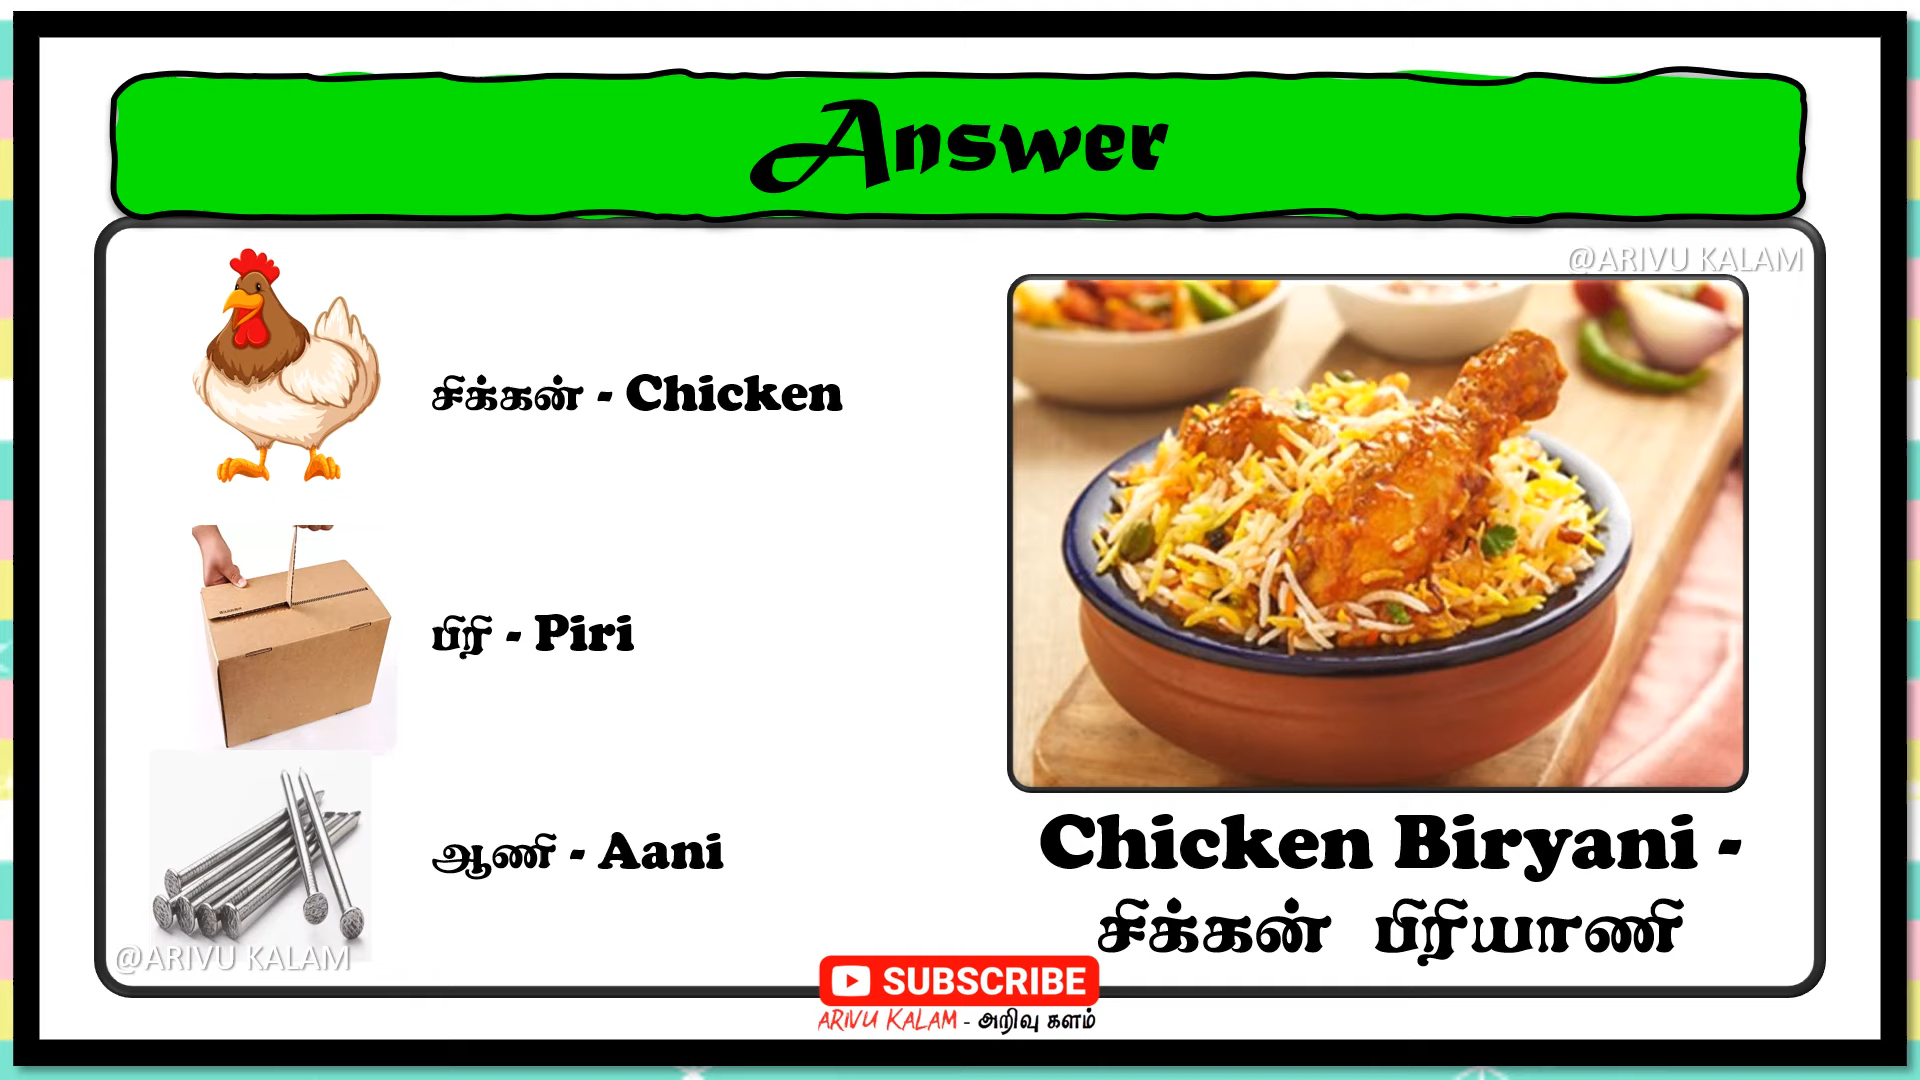 Answer
@ARIVU KALAM
சிக்கன் - Chicken
பிரி - Piri
ஆணி - Aani
Chicken Biryani -
சிக்கன் பிரியாணி
@ARIVU KALAM
SUBSCRIBE
ARIVU KALAM - அறிவு களம்